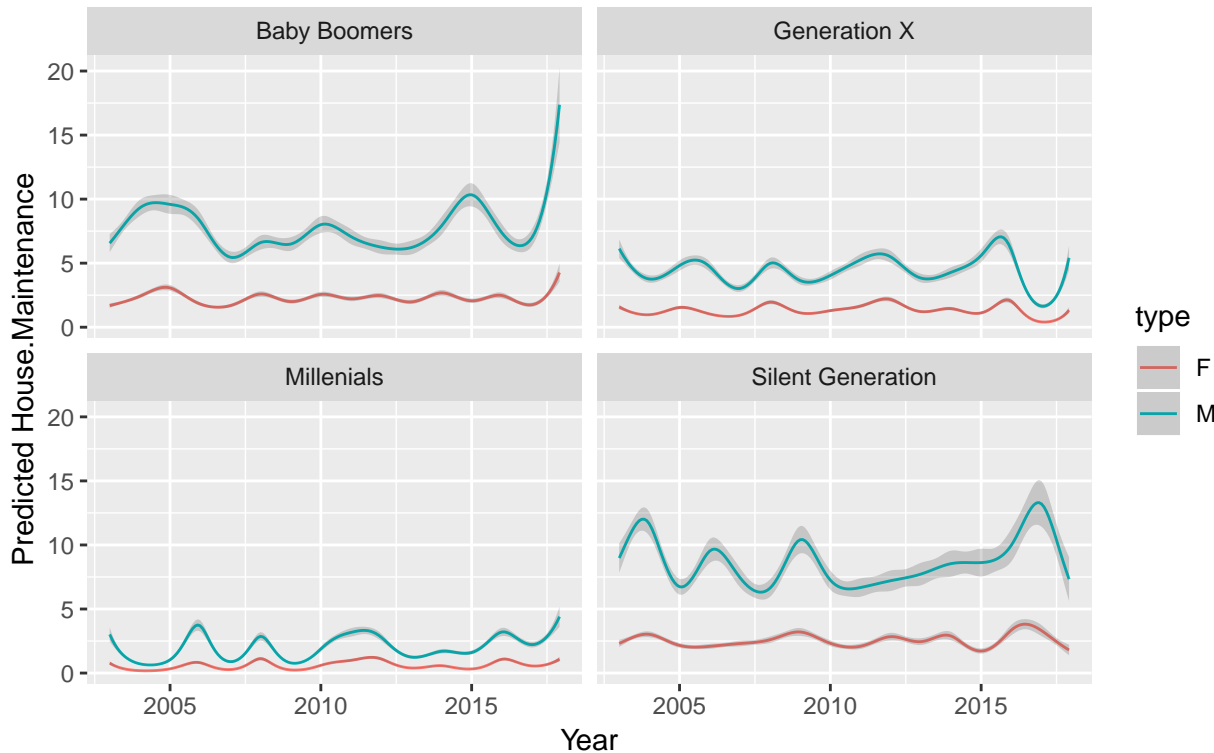 Baby Boomers
Generation X
20
15
10
5
0
Millenials
Silent Generation
20
15
10
5
0
2005
2010
2015
2005
2010
2015
Year
Predicted House.Maintenance
type
F
M